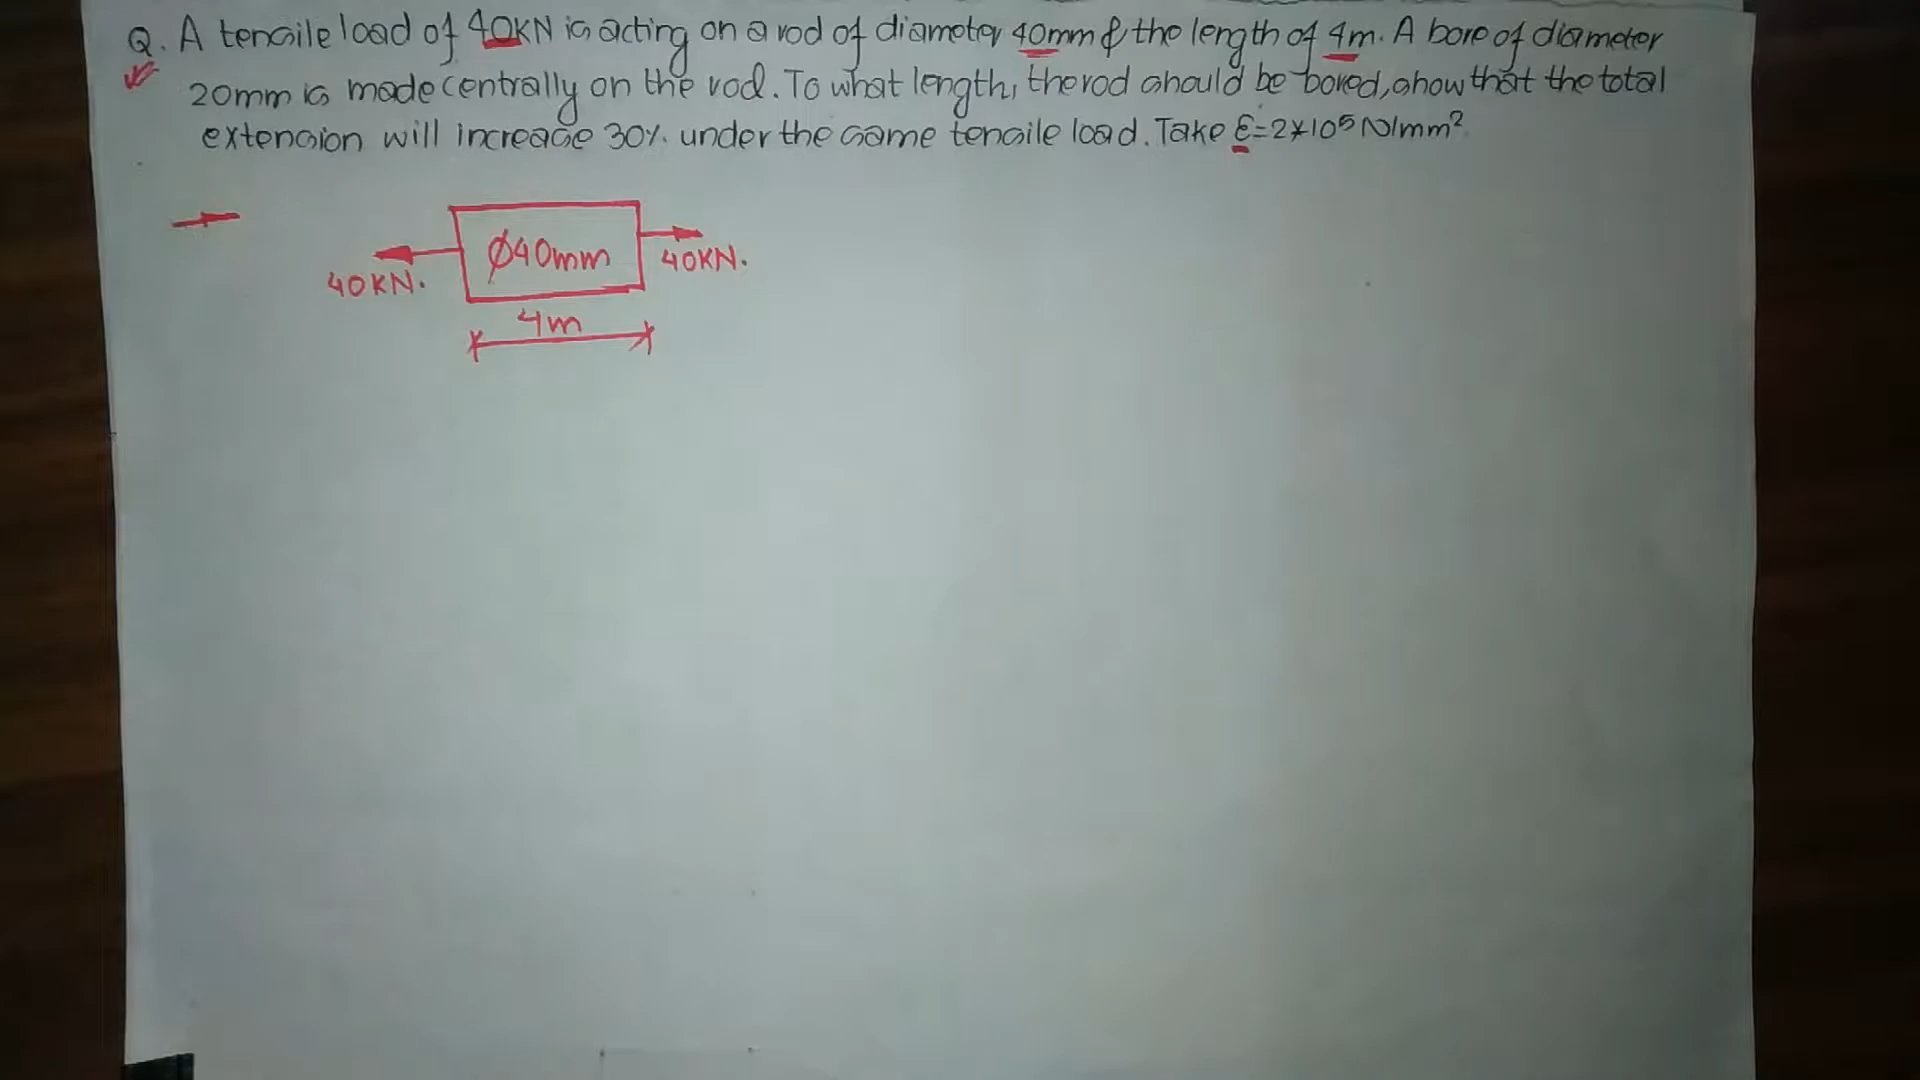 Q. A tensile load of 40KN is acting on a rod of diameter 40mm & the length of 4m. A bore of diameter
20mm is made centrally on the rod. To what length, the rod should be bored, show that the total
extension will increase 30%. under the same tensile load. Take E=2*10⁵ N/mm²
Ø40mm
40KN.
40KN.
4m